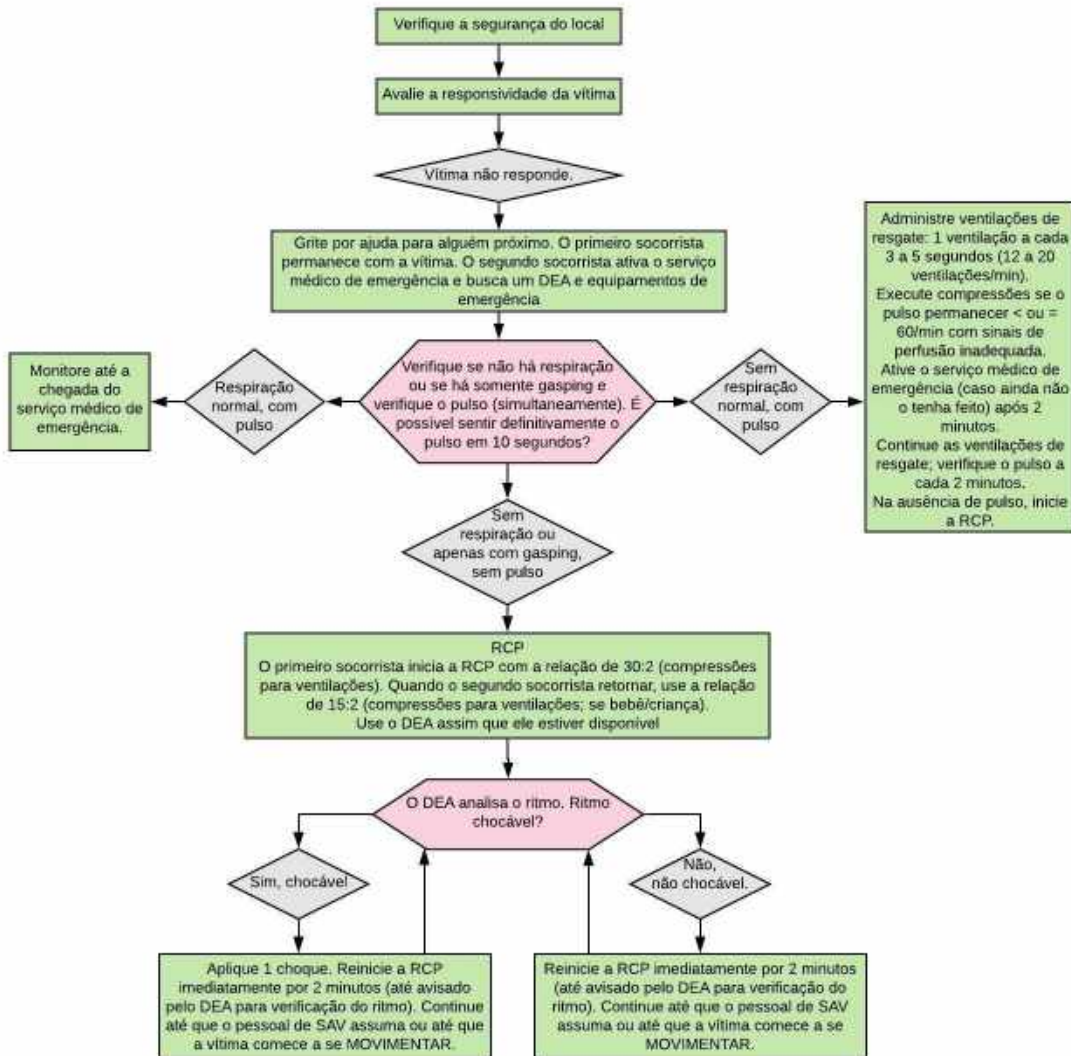 Verifique a segurança do local
Avalie a responsividade da vítima
Vítima não responde.
Grite por ajuda para alguém próximo. O primeiro socorrista
permanece com a vítima. O segundo socorrista ativa o serviço
médico de emergência e busca um DEA e equipamentos de
emergência
Monitore até a
chegada do
serviço médico de
emergência.
Respiração
normal, com
pulso
Verifique se não há respiração
ou se há somente gasping e
verifique o pulso (simultaneamente). É
possível sentir definitivamente o
pulso em 10 segundos?
Sem
respiração
normal, com
pulso
Administre ventilações de
resgate: 1 ventilação a cada
3 a 5 segundos (12 a 20
ventilações/min).
Execute compressões se o
pulso permanecer < ou =
60/min com sinais de
perfusão inadequada.
Ative o serviço médico de
emergência (caso ainda não
o tenha feito) após 2
minutos.
Continue as ventilações de
resgate; verifique o pulso a
cada 2 minutos.
Na ausência de pulso, inicie
a RCP.
Sem
respiração ou
apenas com gasping,
sem pulso
RCP
O primeiro socorrista inicia a RCP com a relação de 30:2 (compressões
para ventilações). Quando o segundo socorrista retornar, use a relação
de 15:2 (compressões para ventilações; se bebê/criança).
Use o DEA assim que ele estiver disponível
O DEA analisa o ritmo. Ritmo
chocável?
Sim, chocável
Não,
não chocável.
Aplique 1 choque. Reinicie a RCP
imediatamente por 2 minutos (até avisado
pelo DEA para verificação do ritmo). Continue
até que o pessoal de SAV assuma ou até que
a vítima comece a se MOVIMENTAR.
Reinicie a RCP imediatamente por 2 minutos
(até avisado pelo DEA para verificação do
ritmo). Continue até que o pessoal de SAV
assuma ou até que a vítima comece a se
MOVIMENTAR.